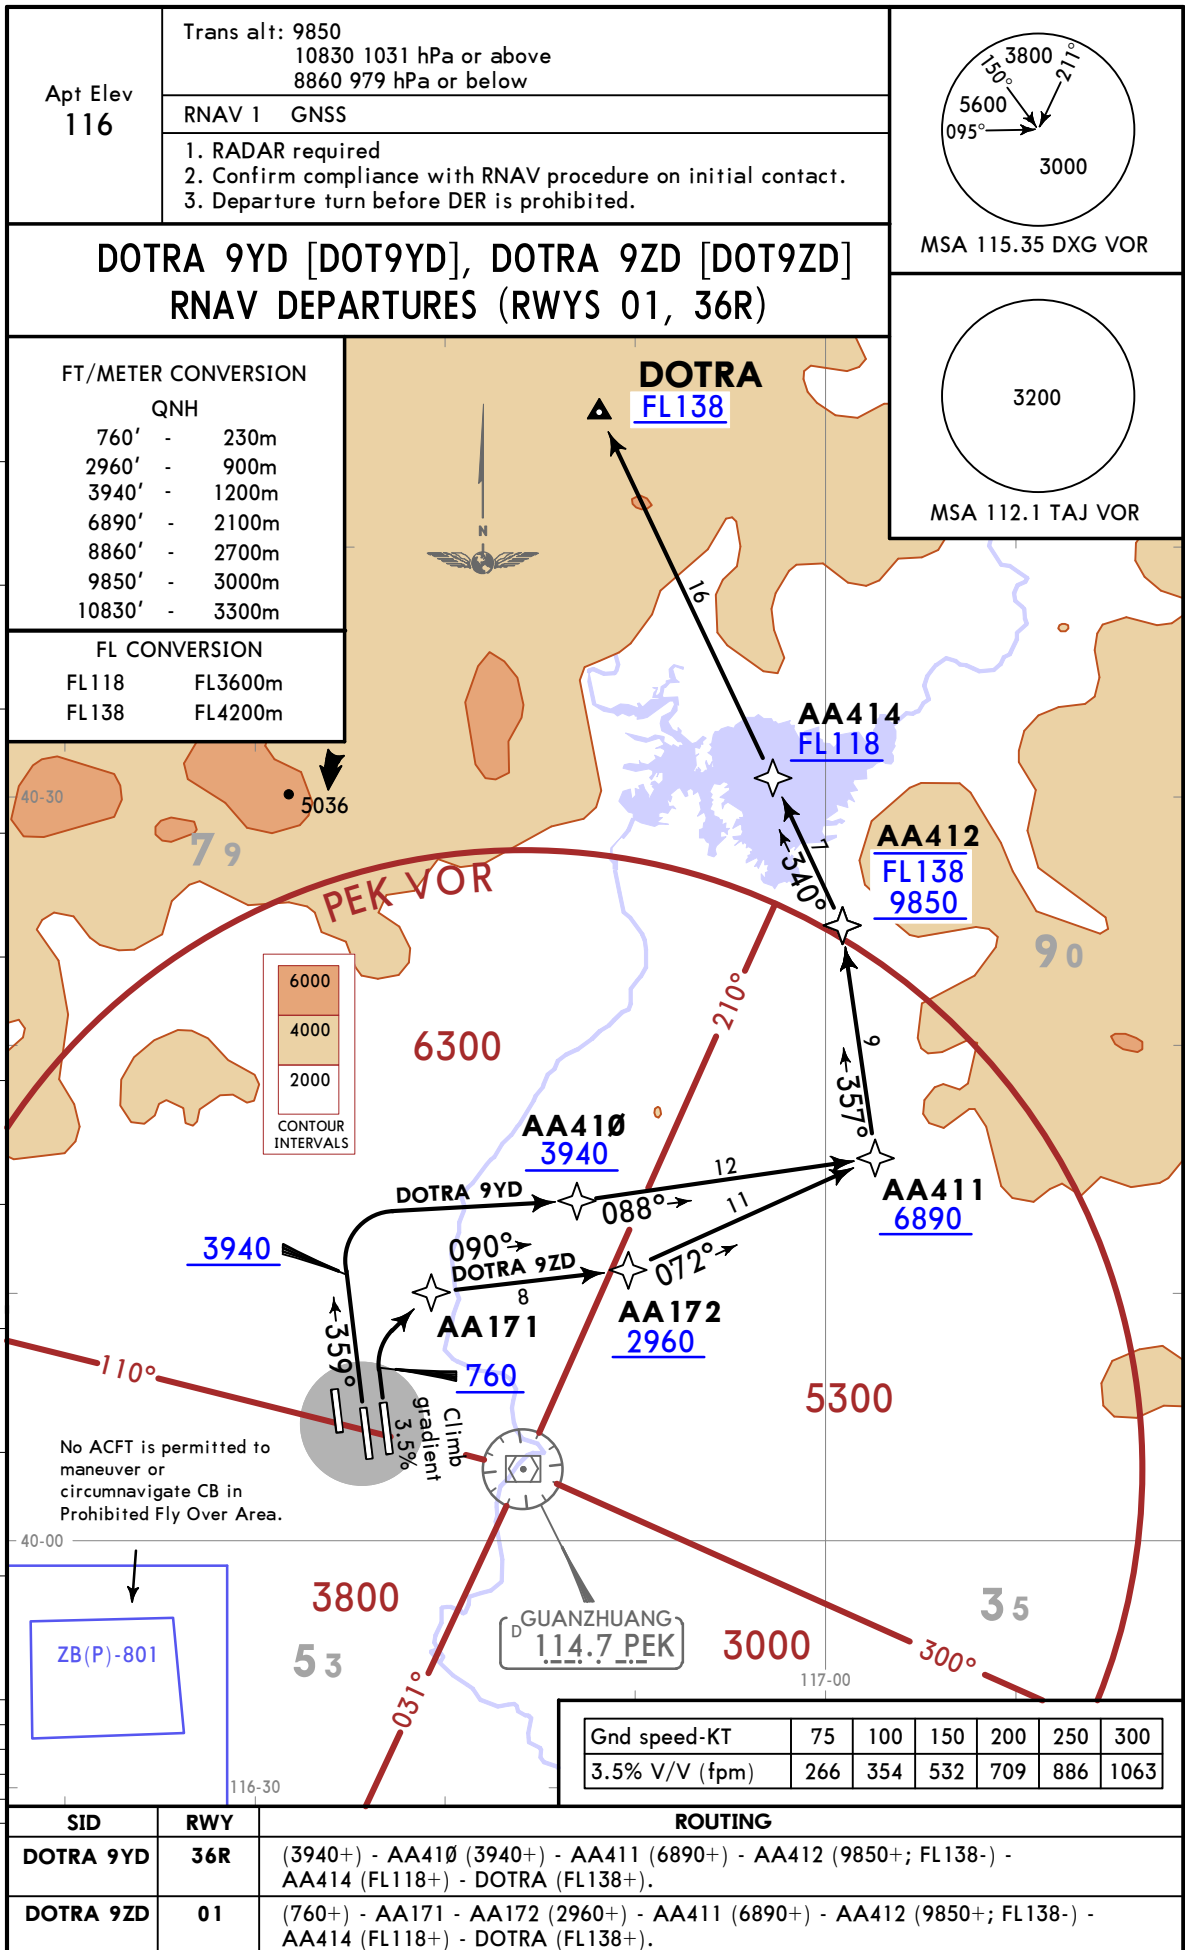 Apt Elev
116
Trans alt: 9850
10830 1031 hPa or above
8860 979 hPa or below
RNAV 1 GNSS
1. RADAR required
2. Confirm compliance with RNAV procedure on initial contact.
3. Departure turn before DER is prohibited.
3800
150°
211°
5600
095°
3000
MSA 115.35 DXG VOR
DOTRA 9YD [DOT9YD], DOTRA 9ZD [DOT9ZD]
RNAV DEPARTURES (RWYS 01, 36R)
3200
MSA 112.1 TAJ VOR
FT/METER CONVERSION
QNH
760' - 230m
2960' - 900m
3940' - 1200m
6890' - 2100m
8860' - 2700m
9850' - 3000m
10830' - 3300m
FL CONVERSION
FL118 FL3600m
FL138 FL4200m
DOTRA
FL138
N
16
AA414
FL118
40-30
5036
79
7
←340°
AA412
FL138
9850
PEK VOR
90
6000
4000
2000
CONTOUR
INTERVALS
6300
210°
9
←357°
AA410
3940
12
DOTRA 9YD
088°→
11
AA411
6890
3940
090°→
DOTRA 9ZD
8
072°→
AA171
AA172
2960
←359°
760
110°
3.5%
Climb
gradient
5300
No ACFT is permitted to
maneuver or
circumnavigate CB in
Prohibited Fly Over Area.
40-00
3800
53
GUANZHUANG
D 114.7 PEK
3000
35
300°
031°
117-00
ZB(P)-801
116-30
Gnd speed-KT 75 100 150 200 250 300
3.5% V/V (fpm) 266 354 532 709 886 1063
SID RWY ROUTING
DOTRA 9YD 36R (3940+) - AA410 (3940+) - AA411 (6890+) - AA412 (9850+; FL138-) -
AA414 (FL118+) - DOTRA (FL138+).
DOTRA 9ZD 01 (760+) - AA171 - AA172 (2960+) - AA411 (6890+) - AA412 (9850+; FL138-) -
AA414 (FL118+) - DOTRA (FL138+).